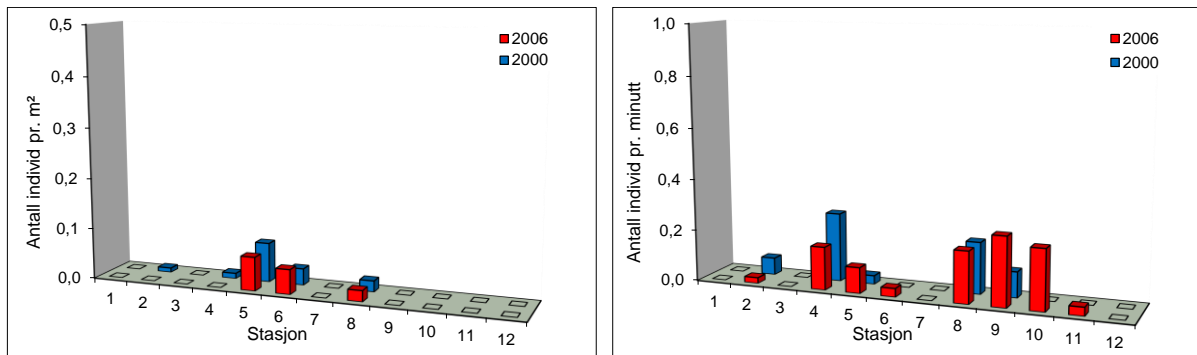 0,5
0,4
0,3
0,2
0,1
0,0
Antall individ pr. m²
1 2 3 4 5 6 7 8 9 10 11 12
Stasjon
2006
2000
1,0
0,8
0,6
0,4
0,2
0,0
Antall individ pr. minutt
1 2 3 4 5 6 7 8 9 10 11 12
Stasjon
2006
2000